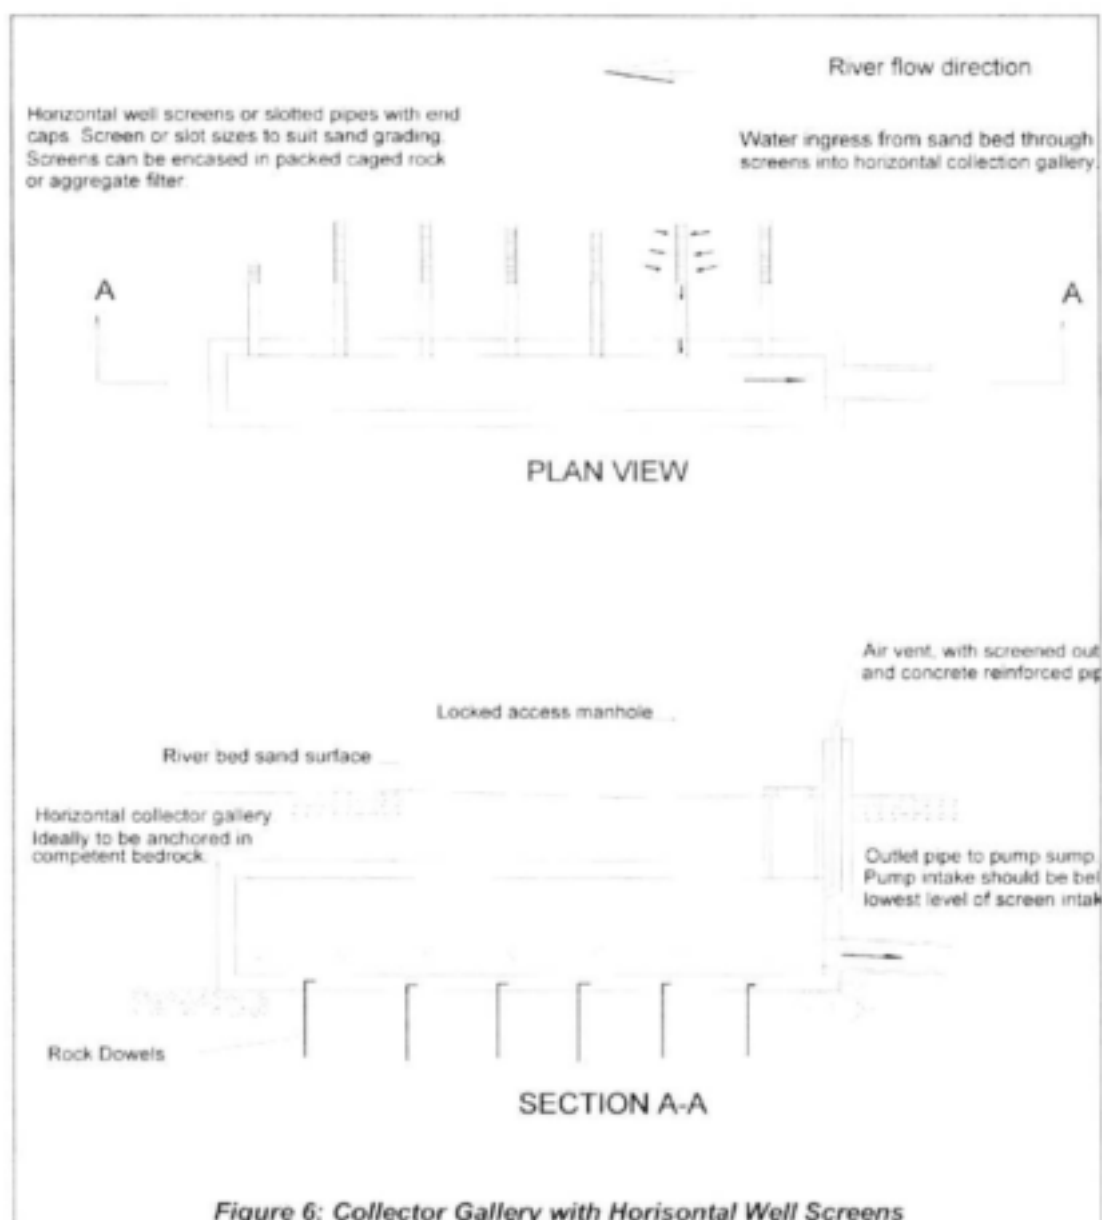 River flow direction
Horizontal well screens or slotted pipes with end
caps. Screen or slot sizes to suit sand grading.
Screens can be encased in packed caged rock
or aggregate filter.
Water ingress from sand bed through
screens into horizontal collection gallery.
A
A
PLAN VIEW
Air vent, with screened out
and concrete reinforced pip
Locked access manhole
River bed sand surface
Horizontal collector gallery
Ideally to be anchored in
competent bedrock.
Outlet pipe to pump sump.
Pump intake should be bel
lowest level of screen intak
Rock Dowels
SECTION A-A
Figure 6: Collector Gallery with Horisontal Well Screens